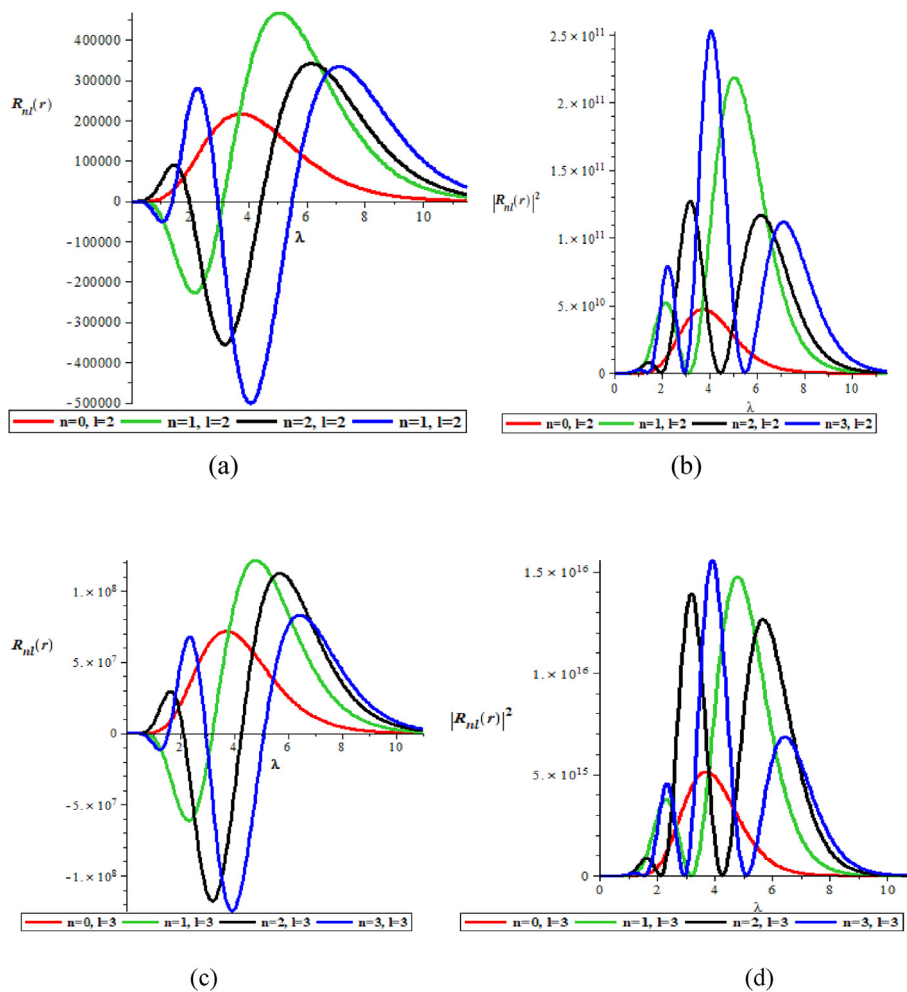 400000
300000
R_nl(r)
200000
100000
0
2
4
6
8
10
λ
-100000
-200000
-300000
-400000
-500000
n=0, l=2 n=1, l=2 n=2, l=2 n=1, l=2
(a)
2.5 × 10^11
2. × 10^11
1.5 × 10^11
|R_nl(r)|^2
1. × 10^11
5. × 10^10
0
0 2 4 6 8 10
λ
n=0, l=2 n=1, l=2 n=2, l=2 n=3, l=2
(b)
1. × 10^8
R_nl(r)
5. × 10^7
0
2
4
6
8
10
λ
-5. × 10^7
-1. × 10^8
n=0, l=3 n=1, l=3 n=2, l=3 n=3, l=3
(c)
1.5 × 10^16
1. × 10^16
|R_nl(r)|^2
5. × 10^15
0
0 2 4 6 8 10
λ
n=0, l=3 n=1, l=3 n=2, l=3 n=3, l=3
(d)